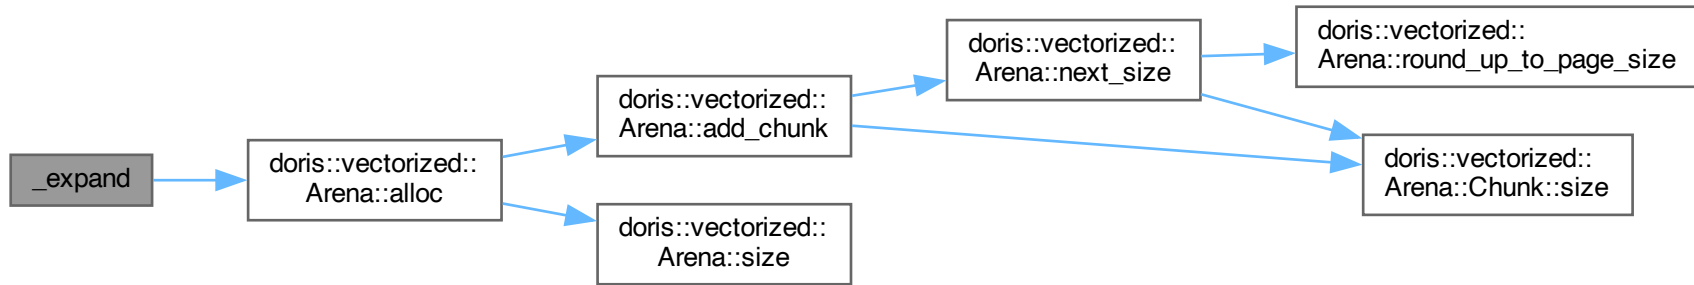 _expand
doris::vectorized::
Arena::alloc
doris::vectorized::
Arena::add_chunk
doris::vectorized::
Arena::size
doris::vectorized::
Arena::next_size
doris::vectorized::
Arena::round_up_to_page_size
doris::vectorized::
Arena::Chunk::size